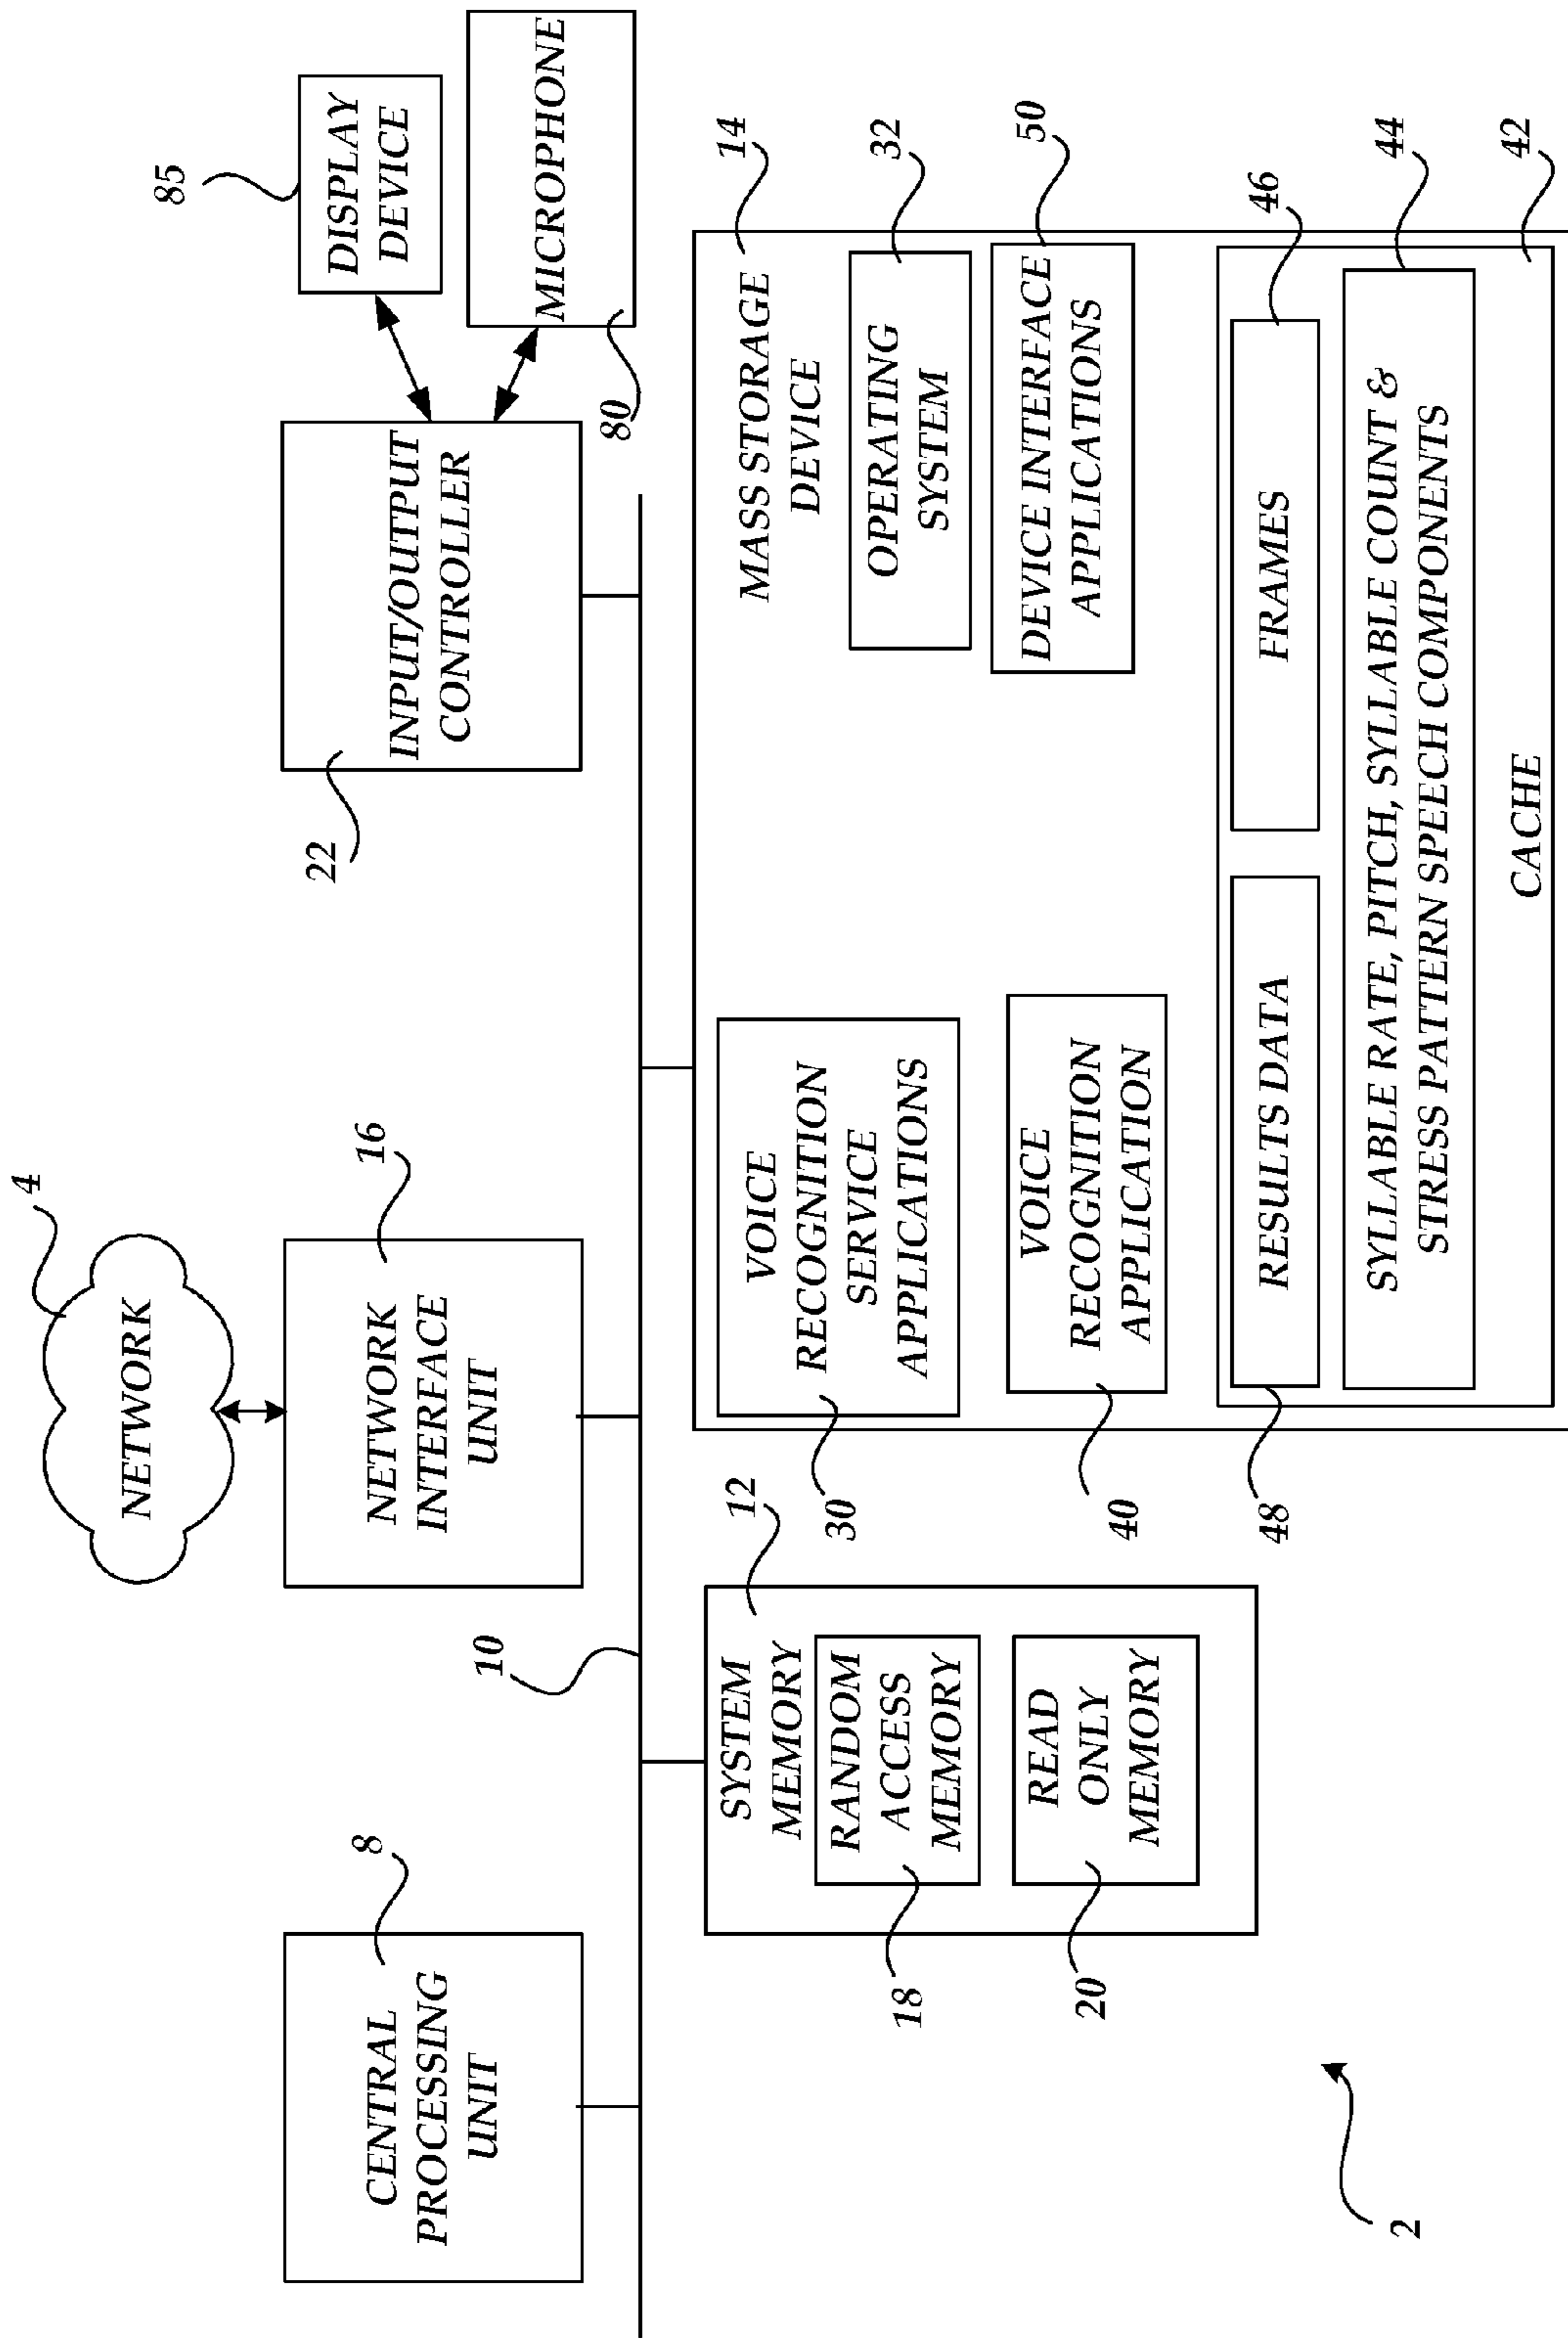 4
NETWORK
85
DISPLAY
DEVICE
8
CENTRAL
PROCESSING
UNIT
16
NETWORK
INTERFACE
UNIT
22
INPUT/OUTPUT
CONTROLLER
MICROPHONE
80
10
12
SYSTEM
MEMORY
RANDOM
ACCESS
MEMORY
18
READ
ONLY
MEMORY
20
14
MASS STORAGE
DEVICE
VOICE
RECOGNITION
SERVICE
APPLICATIONS
30
OPERATING
SYSTEM
32
VOICE
RECOGNITION
APPLICATION
40
DEVICE INTERFACE
APPLICATIONS
50
RESULTS DATA
48
FRAMES
46
SYLLABLE RATE, PITCH, SYLLABLE COUNT &
STRESS PATTERN SPEECH COMPONENTS
44
CACHE
42
2